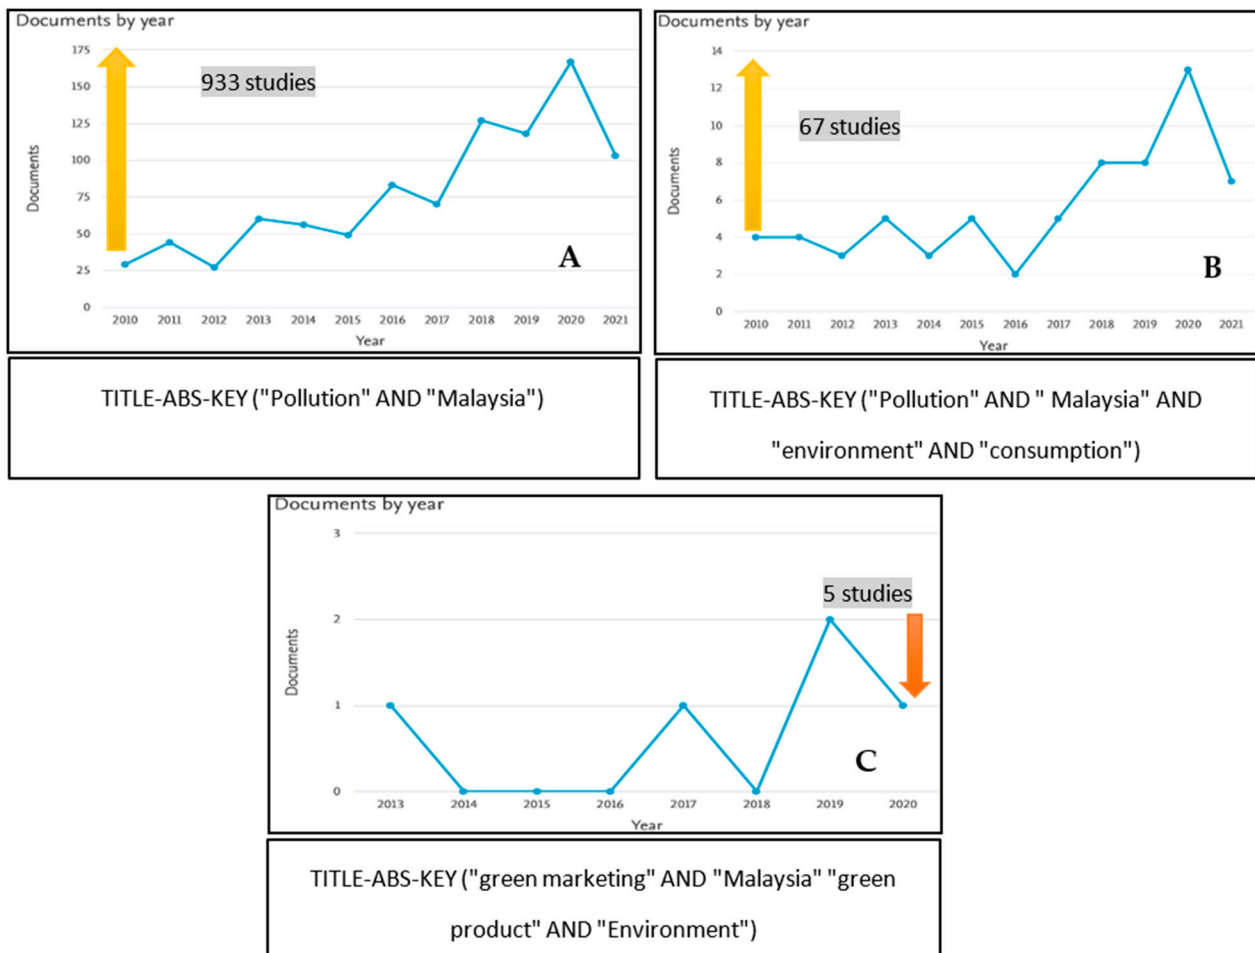 Documents by year
175
933 studies
150
125
100
Documents
75
50
A
25
0
2010 2011 2012 2013 2014 2015 2016 2017 2018 2019 2020 2021
Year
TITLE-ABS-KEY ("Pollution" AND "Malaysia")
Documents by year
14
12
67 studies
10
8
Documents
6
4
B
2
0
2010 2011 2012 2013 2014 2015 2016 2017 2018 2019 2020 2021
Year
TITLE-ABS-KEY ("Pollution" AND " Malaysia" AND
"environment" AND "consumption")
Documents by year
3
5 studies
2
Documents
1
C
0
2013 2014 2015 2016 2017 2018 2019 2020
Year
TITLE-ABS-KEY ("green marketing" AND "Malaysia" "green
product" AND "Environment")